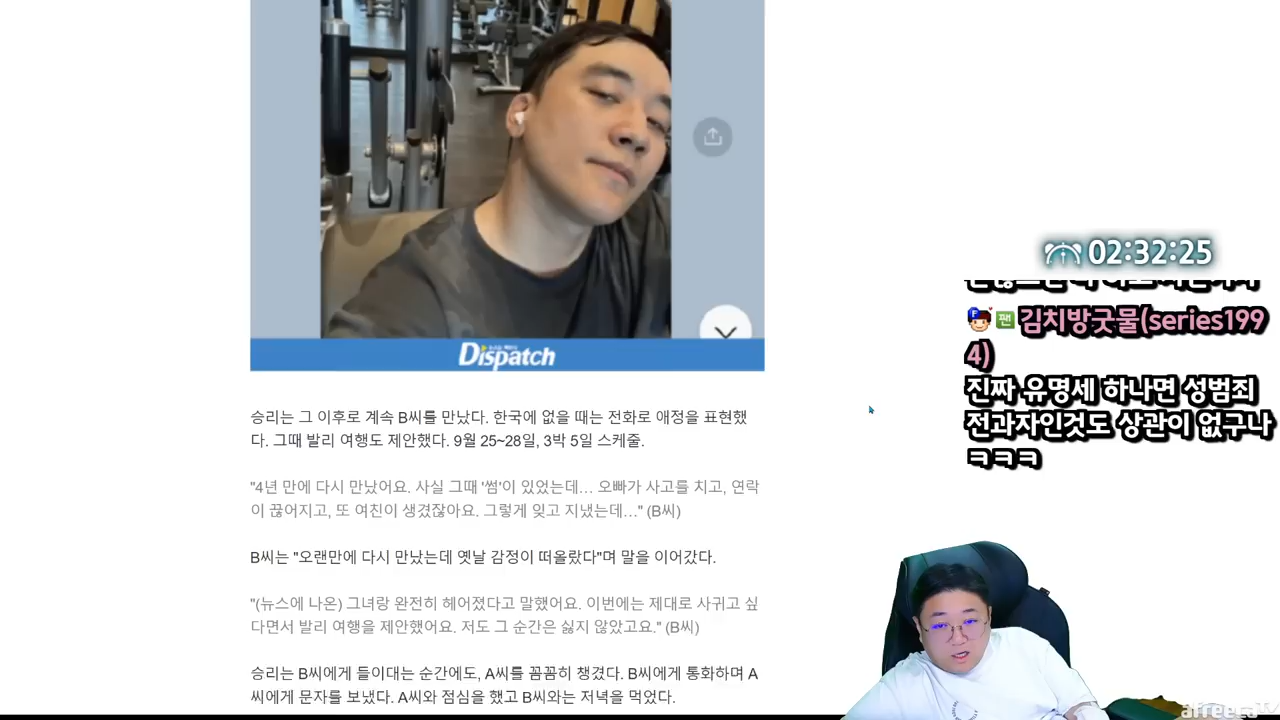 Dispatch
승리는 그 이후로 계속 B씨를 만났다. 한국에 없을 때는 전화로 애정을 표현했
다. 그때 발리 여행도 제안했다. 9월 25~28일, 3박 5일 스케줄.
"4년 만에 다시 만났어요. 사실 그때 '썸'이 있었는데… 오빠가 사고를 치고, 연락
이 끊어지고, 또 여친이 생겼잖아요. 그렇게 잊고 지냈는데…" (B씨)
B씨는 "오랜만에 다시 만났는데 옛날 감정이 떠올랐다"며 말을 이어갔다.
"(뉴스에 나온) 그녀랑 완전히 헤어졌다고 말했어요. 이번에는 제대로 사귀고 싶
다면서 발리 여행을 제안했어요. 저도 그 순간은 싫지 않았고요." (B씨)
승리는 B씨에게 들이대는 순간에도, A씨를 꼼꼼히 챙겼다. B씨에게 통화하며 A
씨에게 문자를 보냈다. A씨와 점심을 했고 B씨와는 저녁을 먹었다.
02:32:25
팬 김치방굿물(series199
4)
진짜 유명세 하나면 성범죄
전과자인것도 상관이 없구나
ㅋㅋㅋ
afreecaTV